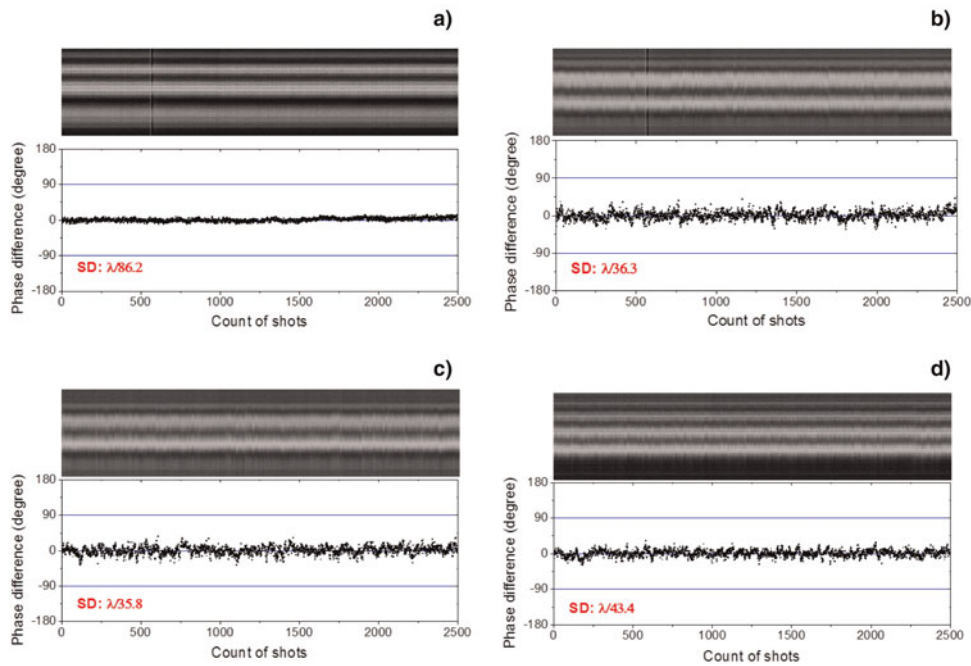 a)
180
90
0
-90
-180
Phase difference (degree)
SD: λ/86.2
0 500 1000 1500 2000 2500
Count of shots
b)
180
90
0
-90
-180
Phase difference (degree)
SD: λ/36.3
0 500 1000 1500 2000 2500
Count of shots
c)
180
90
0
-90
-180
Phase difference (degree)
SD: λ/35.8
0 500 1000 1500 2000 2500
Count of shots
d)
180
90
0
-90
-180
Phase difference (degree)
SD: λ/43.4
0 500 1000 1500 2000 2500
Count of shots